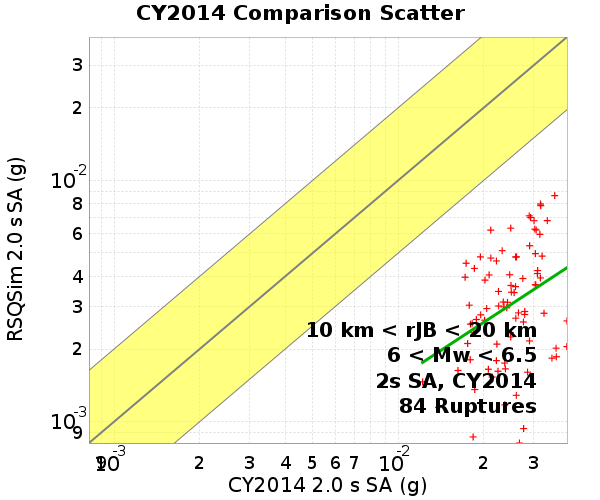 CY2014 Comparison Scatter
RSQSim 2.0 s SA (g)
3
2
10-2
8
6
4
3
2
10-3
9
10 km < rJB < 20 km
6 < Mw < 6.5
2s SA, CY2014
84 Ruptures
9 10-3 2 3 4 5 6 7 10-2 2 3
CY2014 2.0 s SA (g)